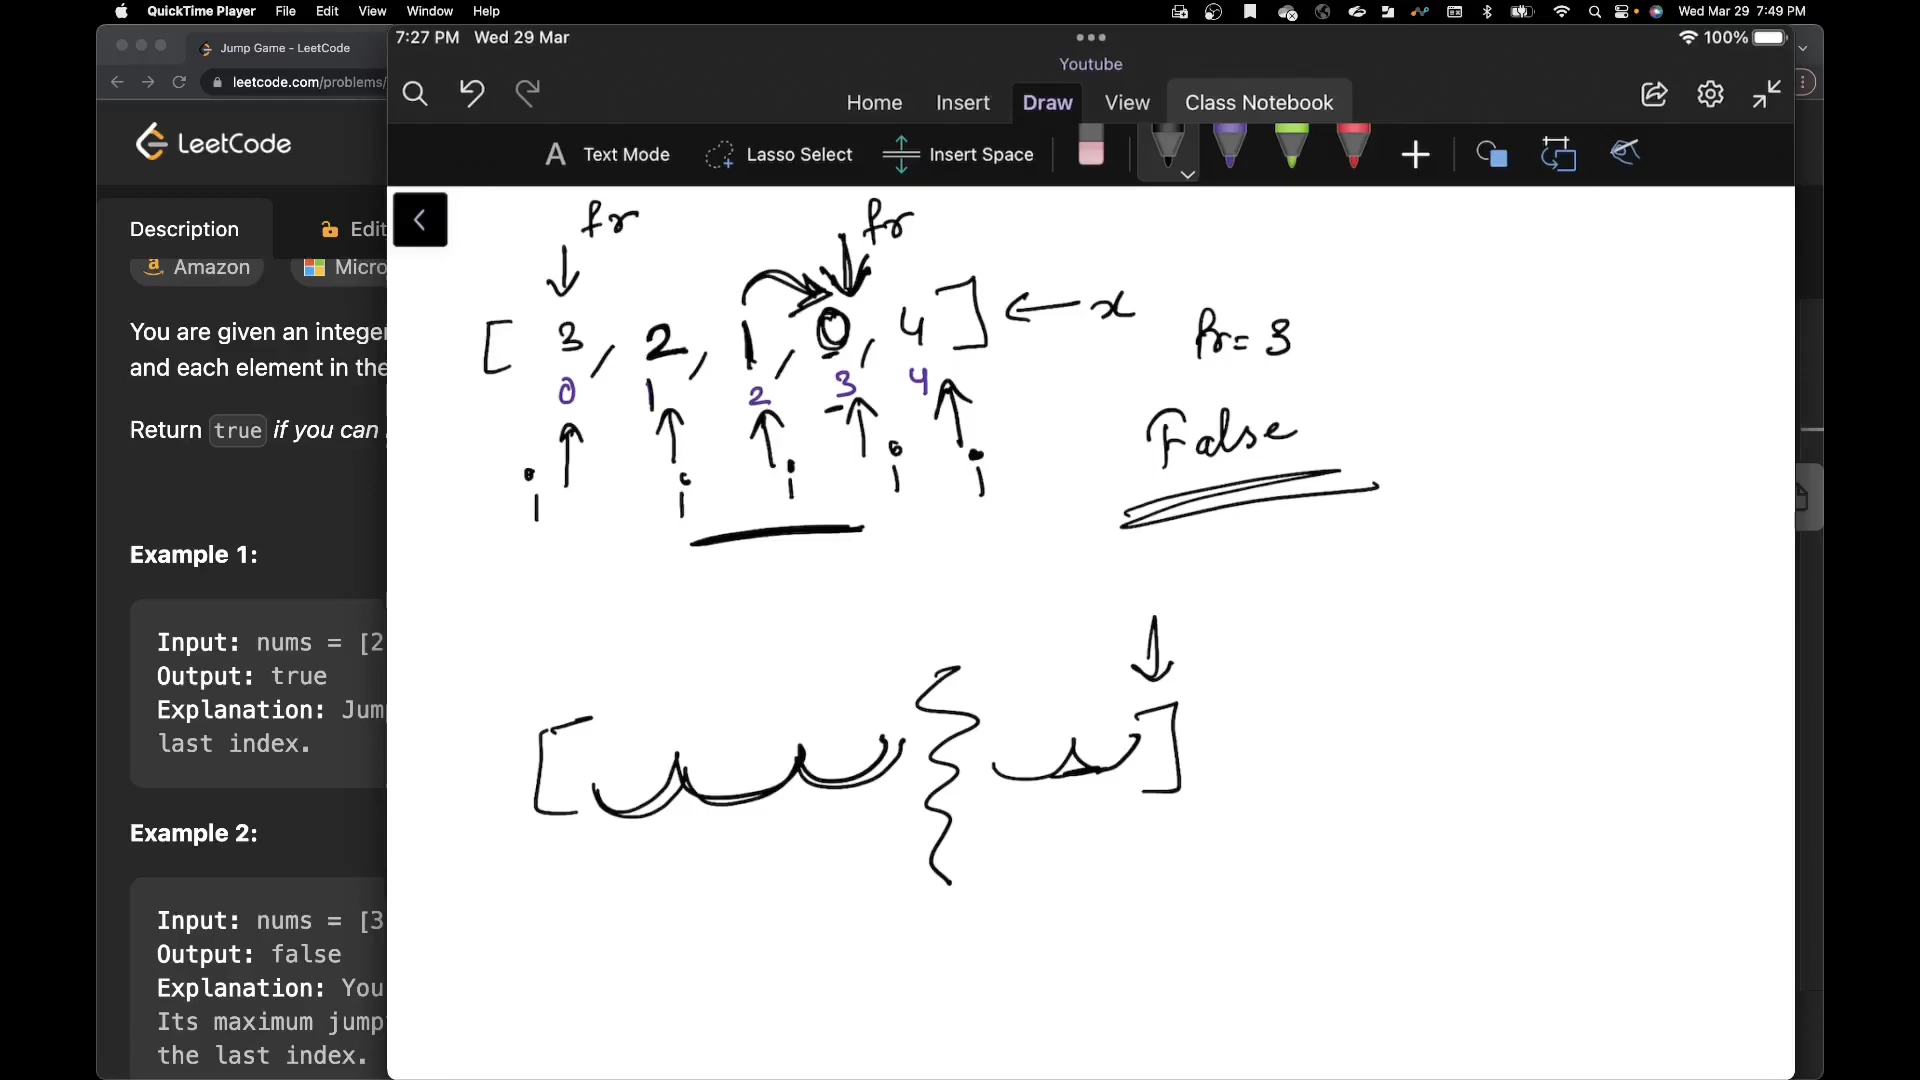 QuickTime Player File Edit View Window Help Wed Mar 29 7:49 PM
Jump Game - LeetCode
leetcode.com/problems/
7:27 PM Wed 29 Mar 100%
Youtube
Home Insert Draw View Class Notebook
A Text Mode Lasso Select Insert Space
LeetCode
Description Edit
Amazon Micro
You are given an integer
and each element in the
Return true if you can
Example 1:
Input: nums = [2
Output: true
Explanation: Jum
last index.
Example 2:
Input: nums = [3
Output: false
Explanation: You
Its maximum jump
the last index.
fr fr
[ 3, 2, 1, 0, 4 ] ← x
0 1 2 3 4
i i i i i
fr = 3
False
[ ]